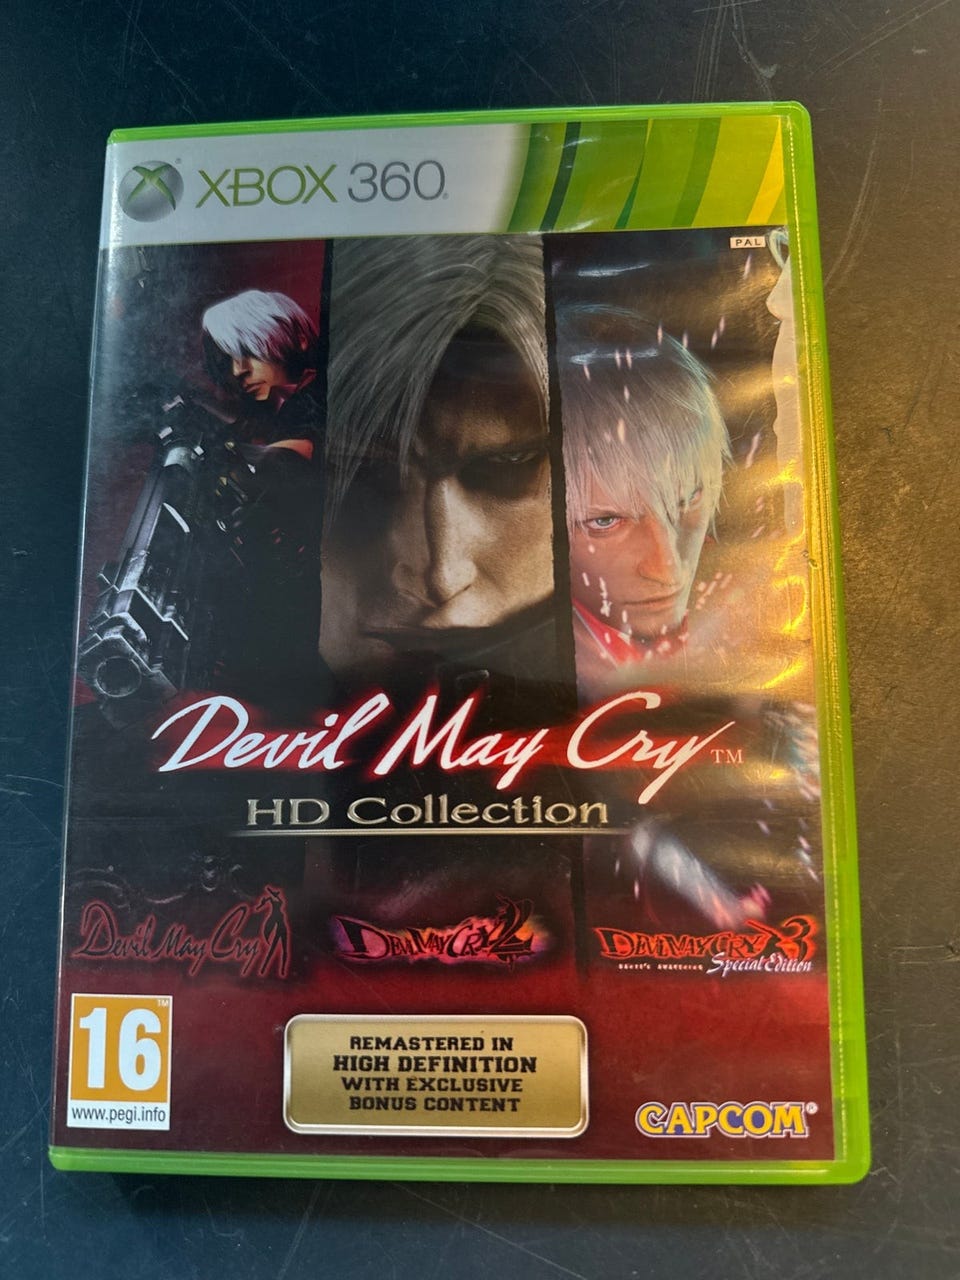 XBOX 360
PAL
Devil May Cry™
HD Collection
Devil May Cry
Devil May Cry 2
Devil May Cry 3
Dante's Awakening
Special Edition
16
www.pegi.info
REMASTERED IN
HIGH DEFINITION
WITH EXCLUSIVE
BONUS CONTENT
CAPCOM®